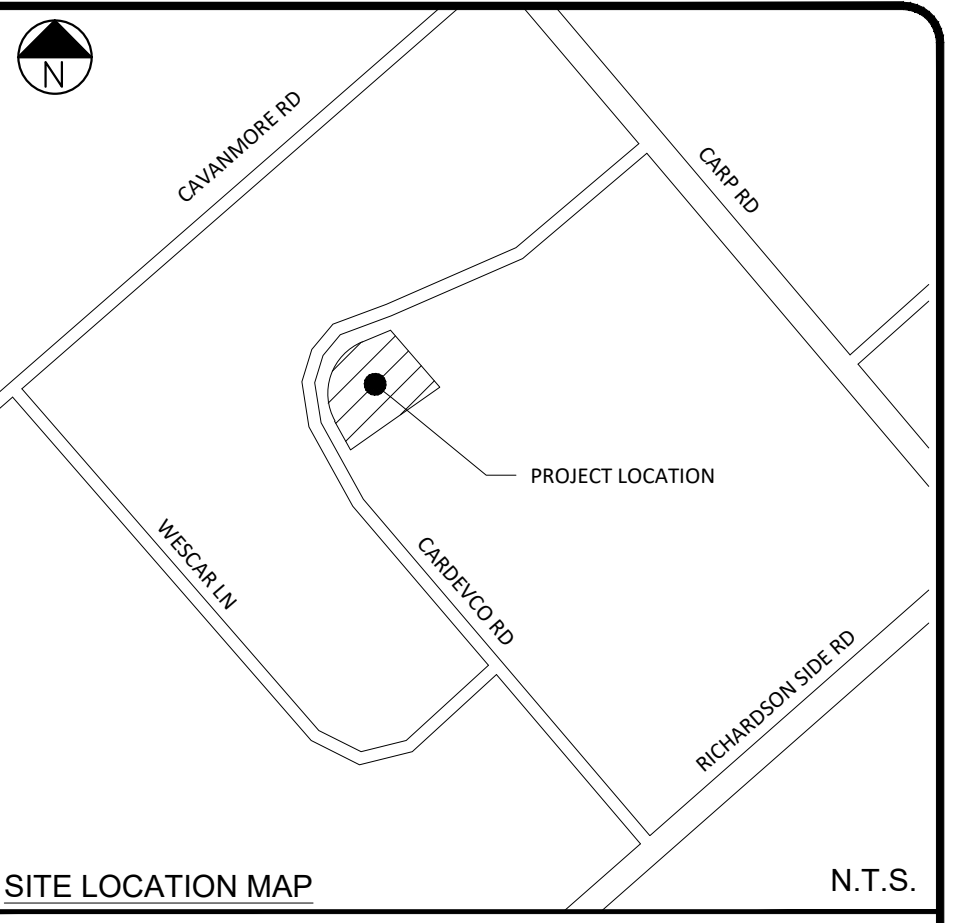 N
CAVANMORE RD
CARP RD
PROJECT LOCATION
WESCAR LN
CARDEVCO RD
RICHARDSON SIDE RD
SITE LOCATION MAP
N.T.S.